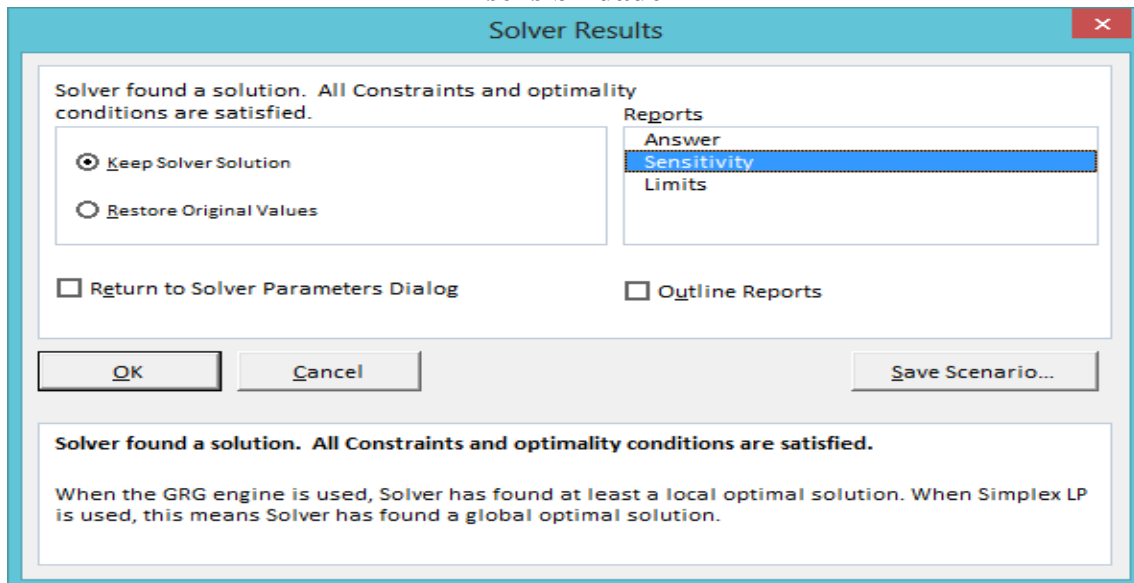 Solver Results
Solver found a solution. All Constraints and optimality
conditions are satisfied.
Reports
Keep Solver Solution
Restore Original Values
Answer
Sensitivity
Limits
Return to Solver Parameters Dialog
Outline Reports
OK
Cancel
Save Scenario...
Solver found a solution. All Constraints and optimality conditions are satisfied.
When the GRG engine is used, Solver has found at least a local optimal solution. When Simplex LP
is used, this means Solver has found a global optimal solution.